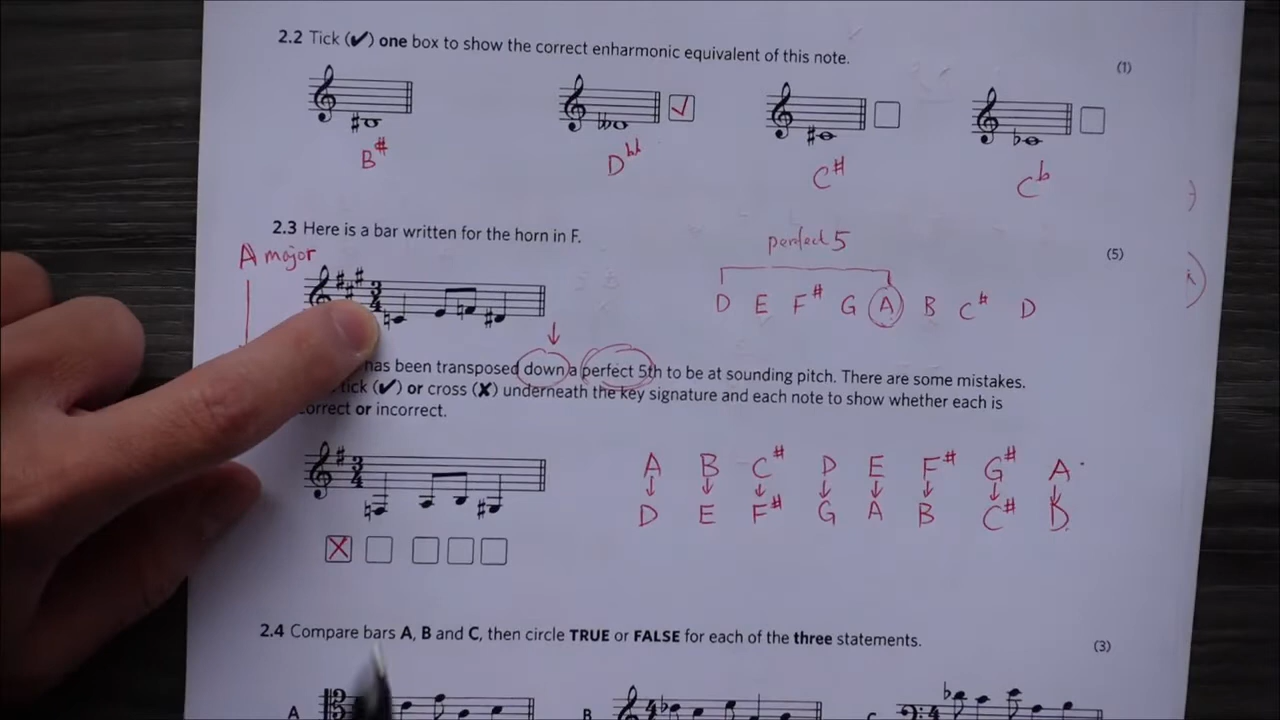 2.2 Tick (✔) one box to show the correct enharmonic equivalent of this note.
(1)
B# D♭♭ C# C♭
2.3 Here is a bar written for the horn in F.
(5)
A major
perfect 5
D E F# G A B C# D
has been transposed down a perfect 5th to be at sounding pitch. There are some mistakes.
tick (✔) or cross (✘) underneath the key signature and each note to show whether each is
correct or incorrect.
A B C# D E F# G# A
D E F# G A B C# D
2.4 Compare bars A, B and C, then circle TRUE or FALSE for each of the three statements.
(3)
A B